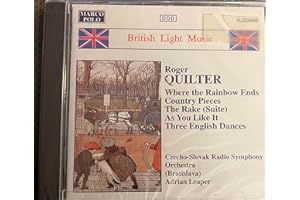 MARCO POLO
DDD
British Light Music
Roger
QUILTER
Where the Rainbow Ends
Country Pieces
The Rake (Suite)
As You Like It
Three English Dances
Czecho-Slovak Radio Symphony
Orchestra
(Bratislava)
Adrian Leaper